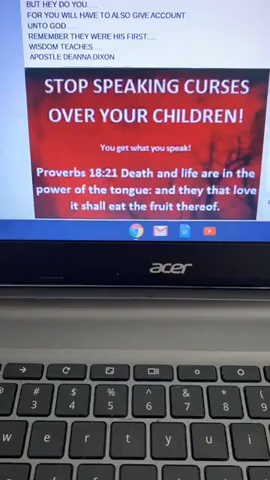 BUT HEY DO YOU.....
FOR YOU WILL HAVE TO ALSO GIVE ACCOUNT
UNTO GOD.....
REMEMBER THEY WERE HIS FIRST.....
WISDOM TEACHES.....
APOSTLE DEANNA DIXON
STOP SPEAKING CURSES
OVER YOUR CHILDREN!
You get what you speak!
Proverbs 18:21 Death and life are in the
power of the tongue: and they that love
it shall eat the fruit thereof.
acer
# $ % ^ & * (
3 4 5 6 7 8 9
w e r t y u i